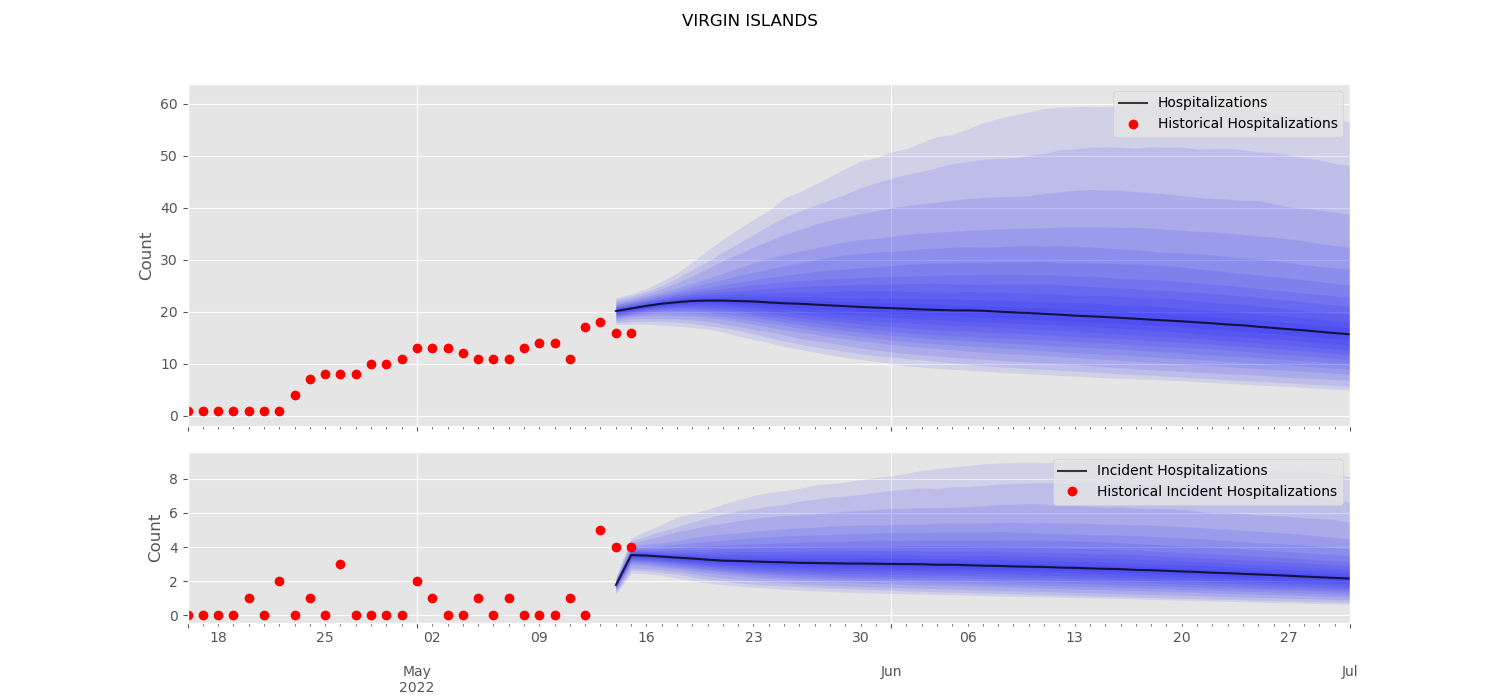 VIRGIN ISLANDS
60
50
40
30
20
10
0
Count
Hospitalizations
Historical Hospitalizations
8
6
4
2
0
Count
Incident Hospitalizations
Historical Incident Hospitalizations
18 25 02 09 16 23 30 06 13 20 27
May Jun Jul
2022